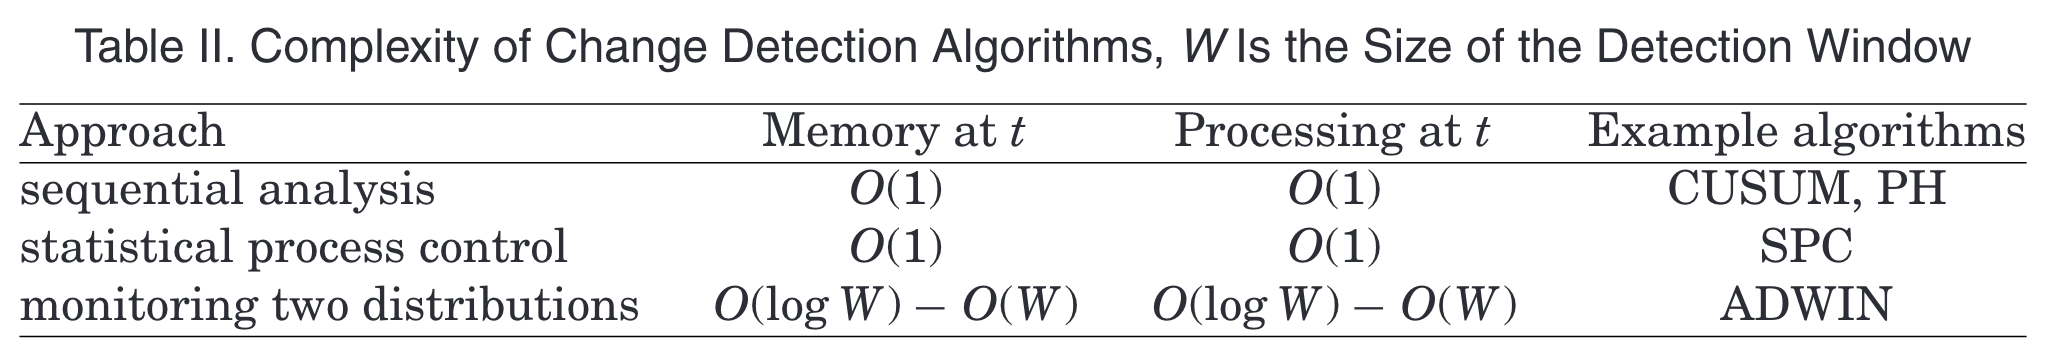 Table II. Complexity of Change Detection Algorithms, W Is the Size of the Detection Window
Approach Memory at t Processing at t Example algorithms
sequential analysis O(1) O(1) CUSUM, PH
statistical process control O(1) O(1) SPC
monitoring two distributions O(log W) – O(W) O(log W) – O(W) ADWIN